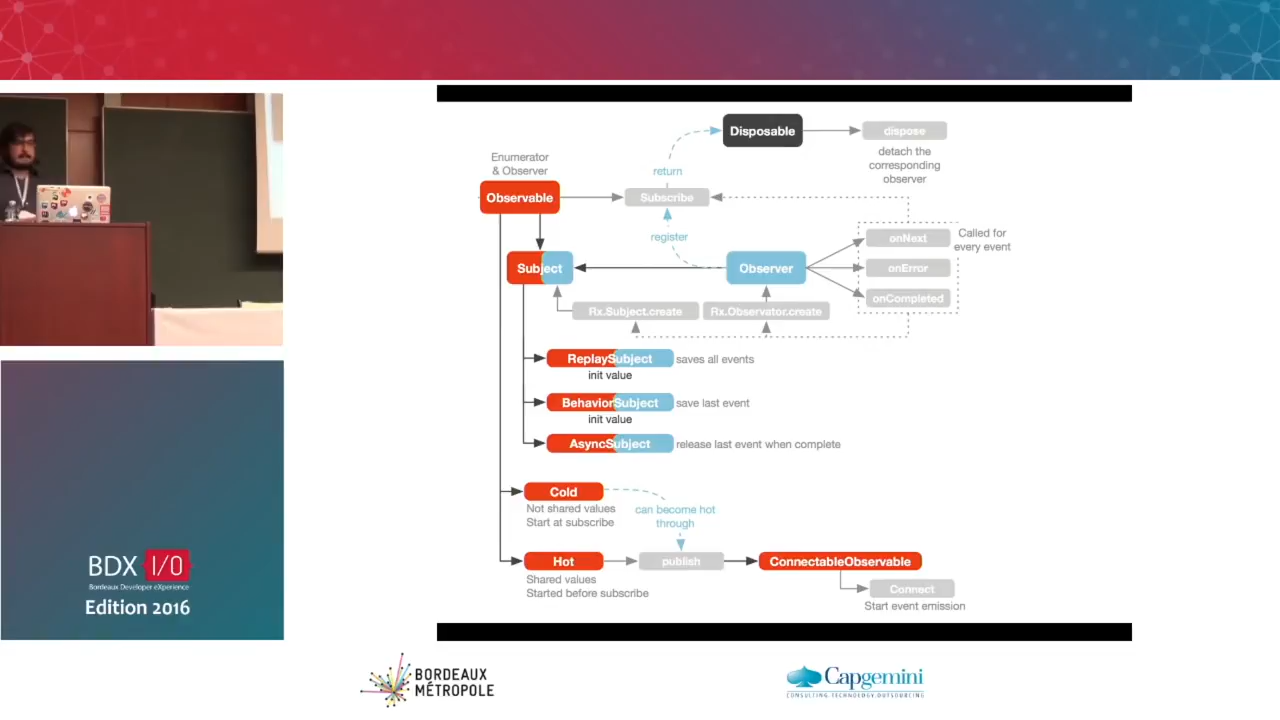 Disposable
dispose
detach the
corresponding
observer
Enumerator
& Observer
return
Observable
Subscribe
register
onNext
Called for
every event
Subject
Observer
onError
onCompleted
Rx.Subject.create
Rx.Observator.create
ReplaySubject
saves all events
init value
BehaviorSubject
save last event
init value
AsyncSubject
release last event when complete
Cold
Not shared values
Start at subscribe
can become hot
through
Hot
publish
ConnectableObservable
Shared values
Started before subscribe
Connect
Start event emission
BDX I/O
Bordeaux Developer eXperience
Edition 2016
BORDEAUX
MÉTROPOLE
Capgemini
CONSULTING.TECHNOLOGY.OUTSOURCING